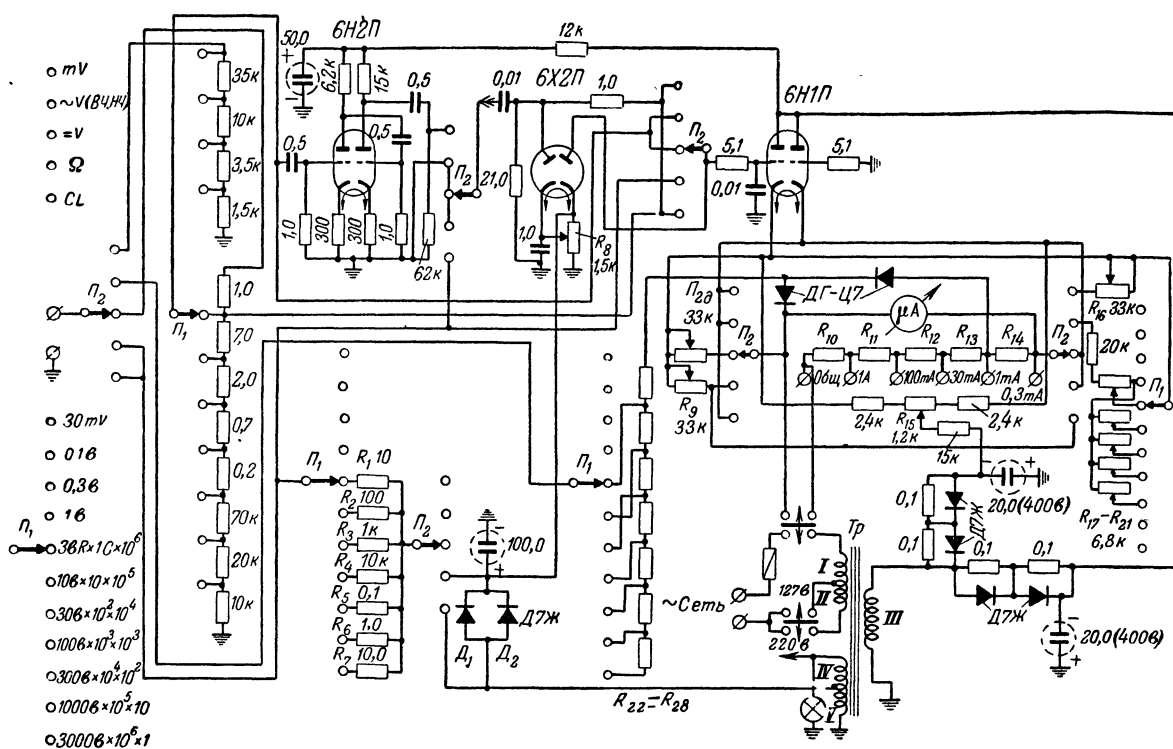 mV
~V(ВЧ,НЧ)
=V
Ω
CL
П₂
30mV
0,1в
0,3в
1в
П₁
3вR×1C×10⁶
10в×10×10⁵
30в×10²×10⁴
100в×10³×10³
300в×10⁴×10²
1000в×10⁵×10
3000в×10⁶×1
35к
10к
3,5к
1,5к
1,0
7,0
2,0
0,7
0,2
70к
20к
10к
П₁
50,0
+
-
6Н2П
6,2к
15к
0,5
0,5
0,5
1,0
300
300
1,0
62к
П₂
12к
0,01
6Х2П
1,0
21,0
1,0
R₈
1,5к
П₂
6Н1П
5,1
0,01
5,1
П₁
R₁ 10
R₂ 100
R₃ 1к
R₄ 10к
R₅ 0,1
R₆ 1,0
R₇ 10,0
П₂
-
100,0
+
Д7Ж
Д₁
Д₂
П₁
R₂₂–R₂₈
П₂д
33к
П₂
R₉
33к
ДГ-Ц7
μA
R₁₀
R₁₁
R₁₂
R₁₃
R₁₄
Общ
1А
100mA
30mA
1mA
0,3mA
2,4к
R₁₅
1,2к
2,4к
15к
П₂
R₁₆
33к
20к
П₁
R₁₇–R₂₁
6,8к
0,1
0,1
Д7Ж
+
20,0(400в)
0,1
0,1
Д7Ж
-
20,0(400в)
+
Тр
I
127в
II
~Сеть
220в
III
IV